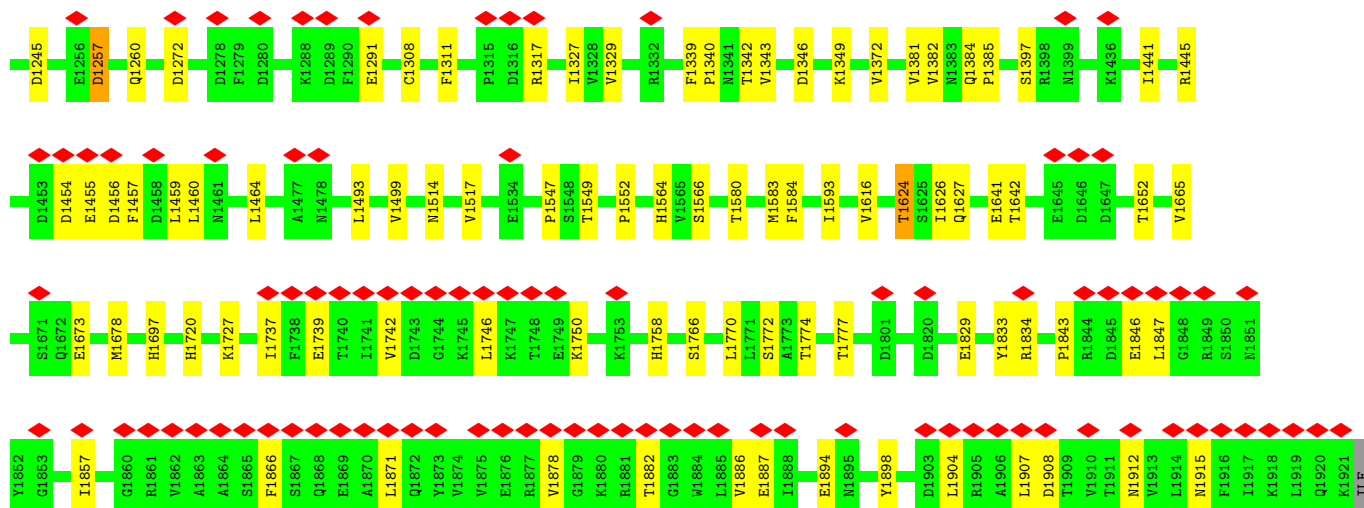 D1245 E1256 D1257 Q1260 D1272 D1278 F1279 D1280 K1288 D1289 F1290 E1291 C1308 F1311 P1315 D1316 R1317 I1327 V1328 V1329 R1332 F1339 P1340 N1341 T1342 V1343 D1346 K1349 V1372 V1381 V1382 N1383 Q1384 P1385 S1397 R1398 N1399 K1436 I1441 R1445
D1453 D1454 E1455 D1456 F1457 D1458 L1459 L1460 N1461 L1464 A1477 N1478 L1493 V1499 N1514 V1517 E1534 P1547 S1548 T1549 P1552 H1564 V1565 S1566 T1580 M1583 F1584 I1593 V1616 T1624 S1625 I1626 Q1627 E1641 T1642 E1645 D1646 D1647 T1652 V1665
S1671 Q1672 E1673 M1678 H1697 H1720 K1727 I1737 F1738 E1739 T1740 I1741 V1742 D1743 G1744 K1745 L1746 K1747 T1748 E1749 K1750 K1753 H1758 S1766 L1770 L1771 S1772 A1773 T1774 T1777 D1801 D1820 E1829 Y1833 R1834 P1843 R1844 D1845 E1846 L1847 G1848 R1849 S1850 N1851
Y1852 G1853 I1857 G1860 R1861 V1862 A1863 A1864 S1865 F1866 S1867 Q1868 E1869 A1870 L1871 Q1872 Y1873 V1874 V1875 E1876 R1877 V1878 G1879 K1880 R1881 T1882 G1883 W1884 L1885 V1886 E1887 I1888 E1894 N1895 Y1898 D1903 L1904 R1905 A1906 L1907 D1908 T1909 V1910 T1911 N1912 V1913 L1914 N1915 F1916 I1917 K1918 L1919 Q1920 K1921 ILE